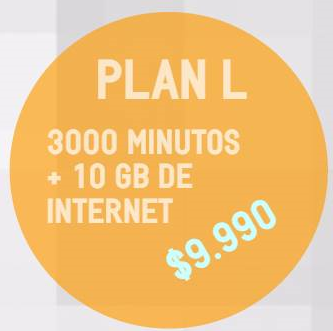 PLAN L
3000 MINUTOS
+ 10 GB DE
INTERNET
$9.990